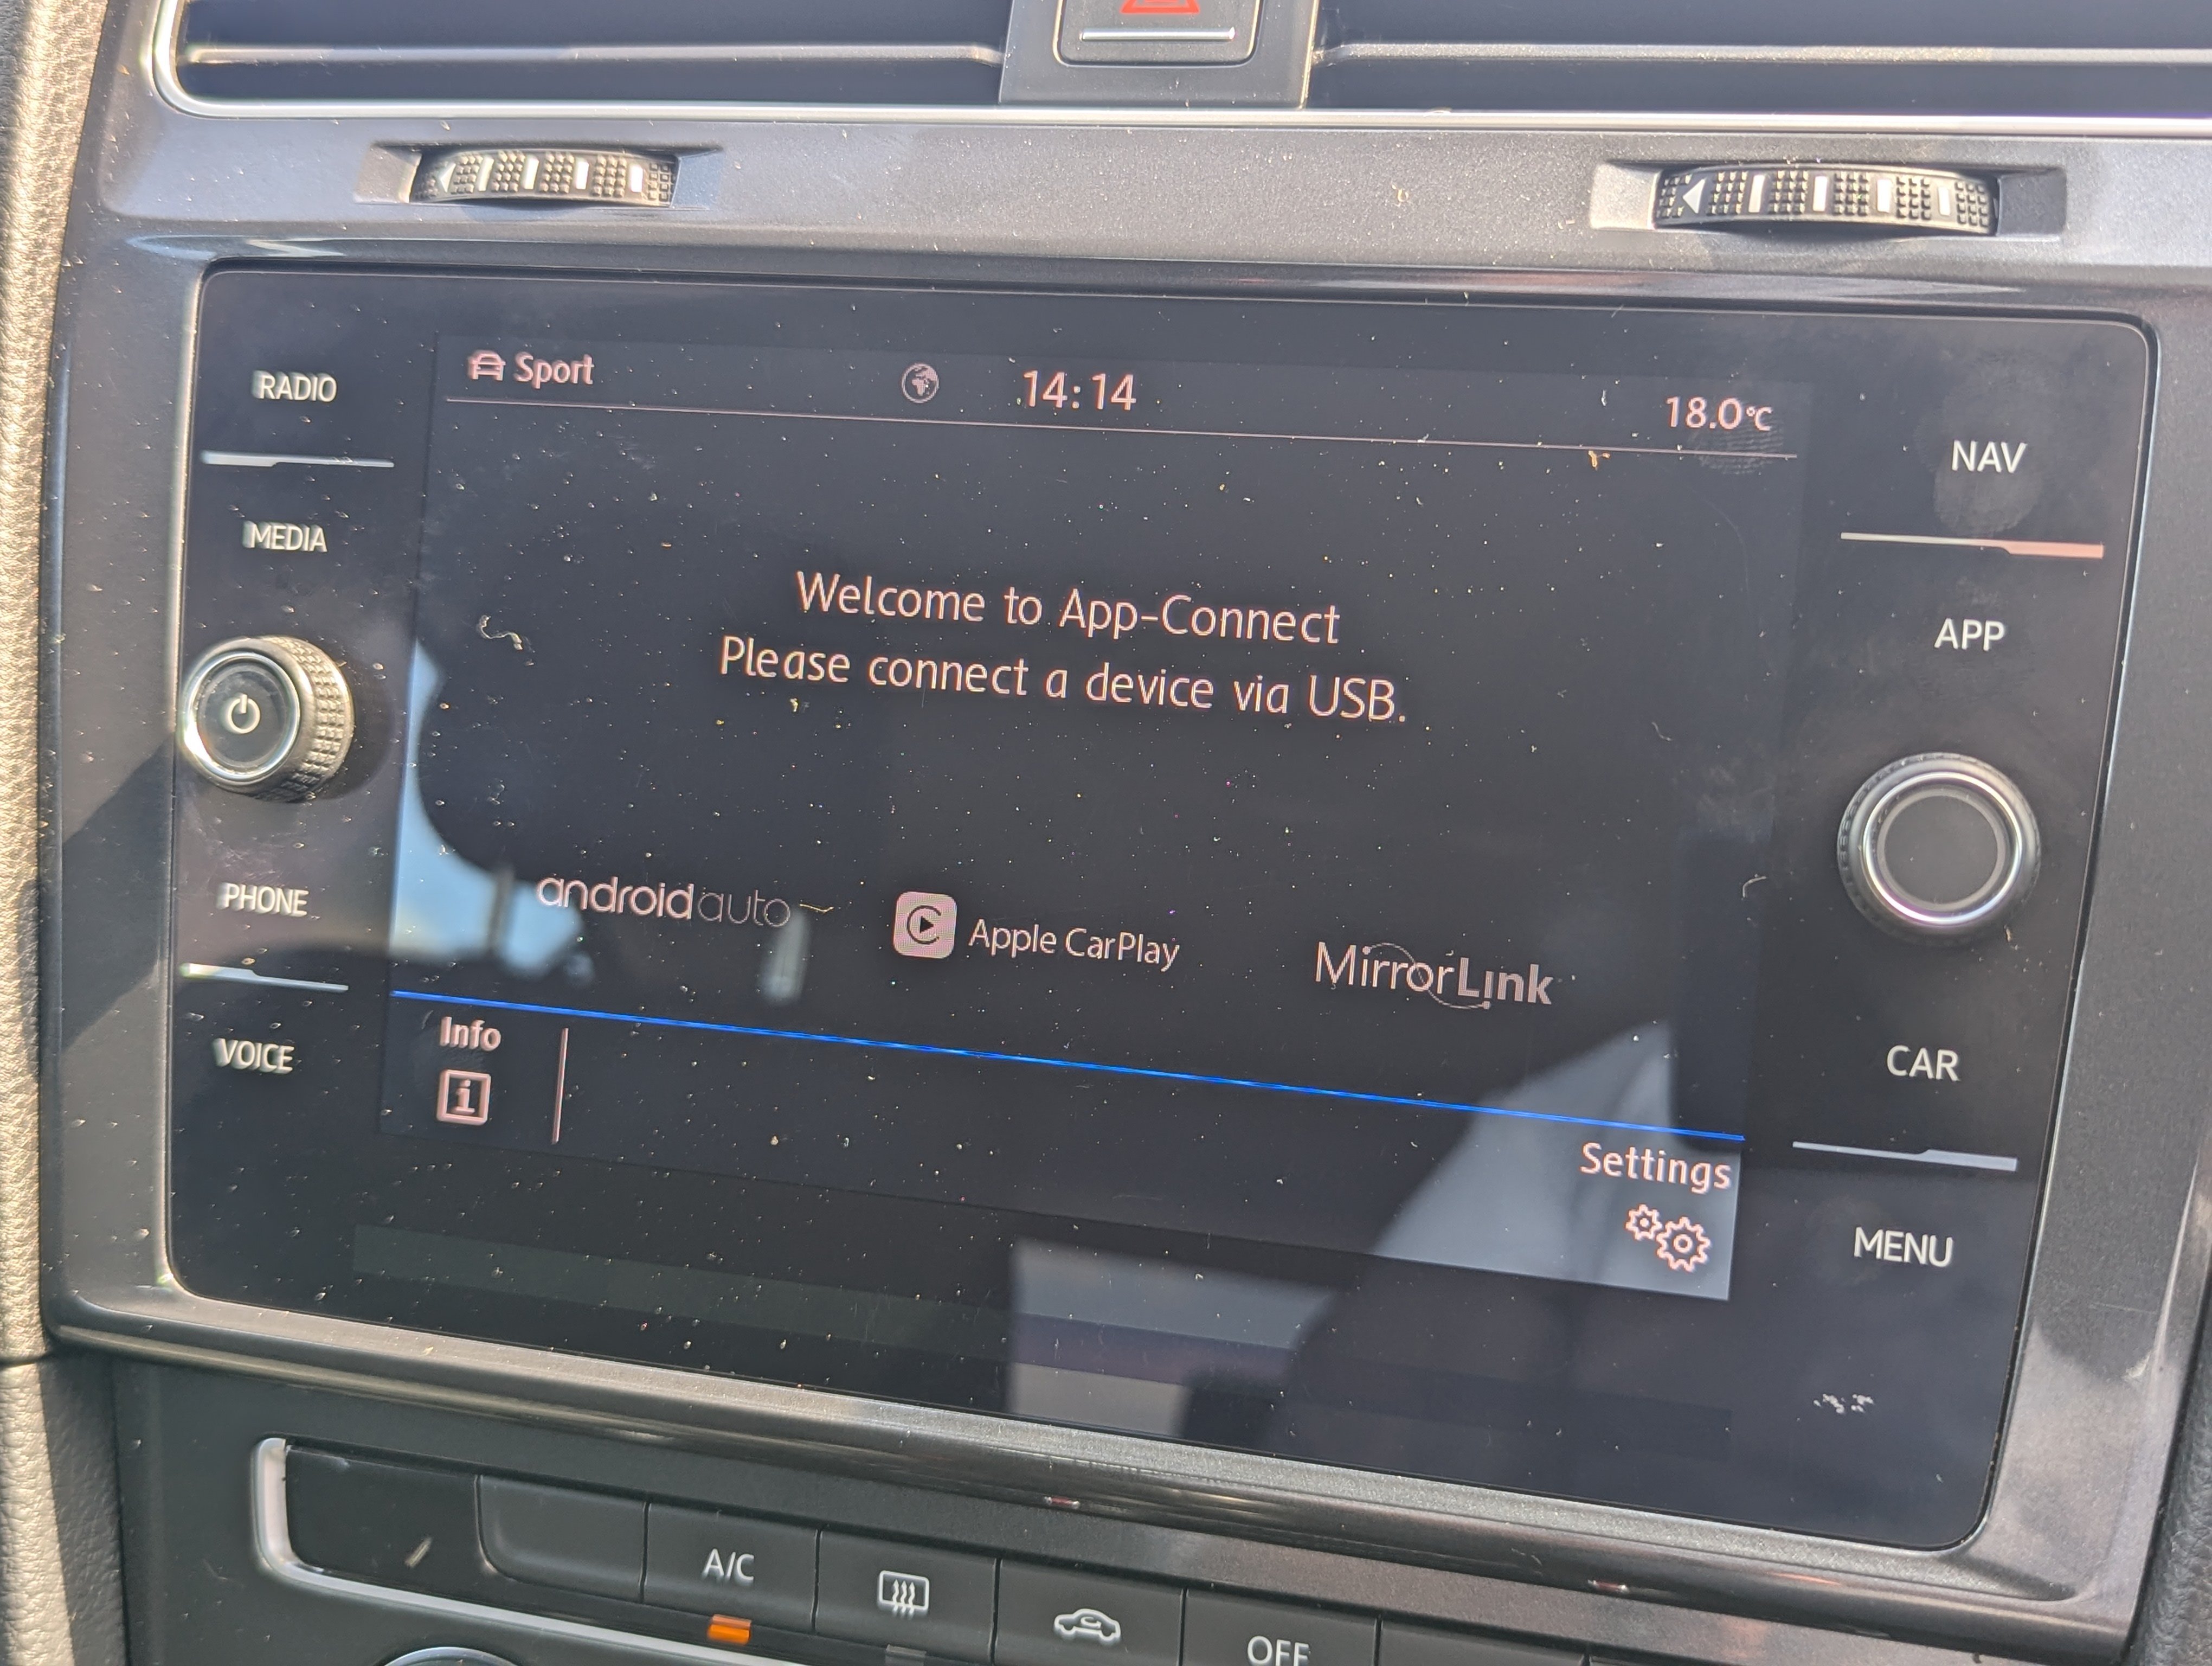 Sport 14:14 18.0°C
RADIO
MEDIA
PHONE
VOICE
Welcome to App-Connect
Please connect a device via USB.
androidauto Apple CarPlay MirrorLink
Info
Settings
NAV
APP
CAR
MENU
A/C OFF